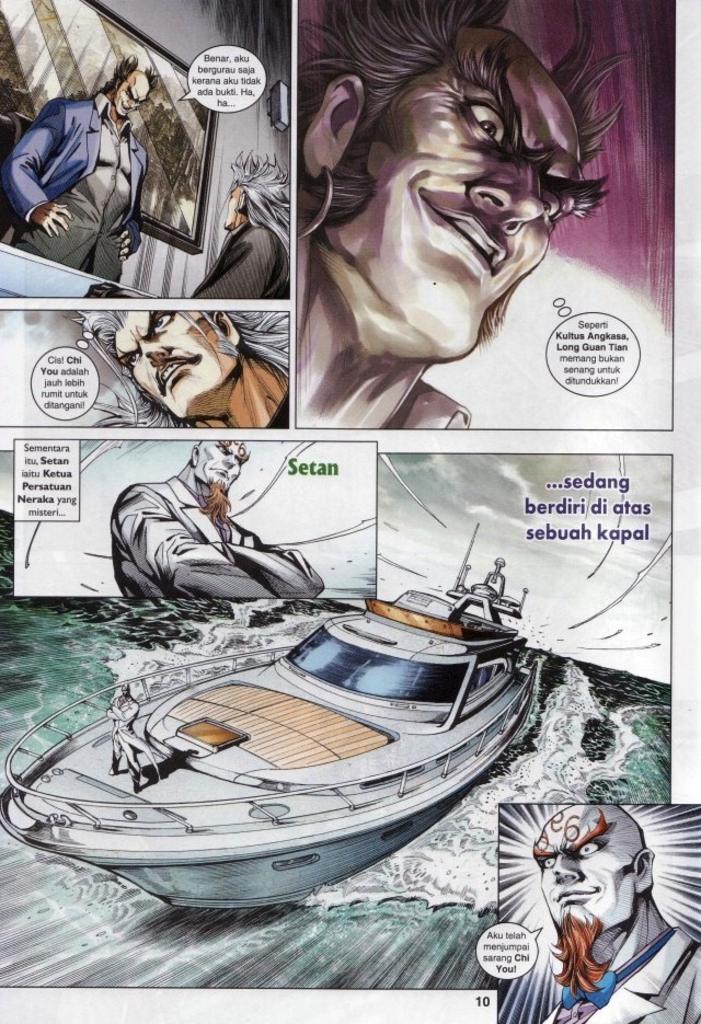 Benar, aku
bergurau saja
kerana aku tidak
ada bukti. Ha,
ha...
Seperti
Kultus Angkasa,
Long Guan Tian
memang bukan
senang untuk
ditundukkan!
Cis! Chi
You adalah
jauh lebih
rumit untuk
ditangani!
Sementara
itu, Setan
iaitu Ketua
Persatuan
Neraka yang
misteri...
Setan
...sedang
berdiri di atas
sebuah kapal
Aku telah
menjumpai
sarang Chi
You!
10